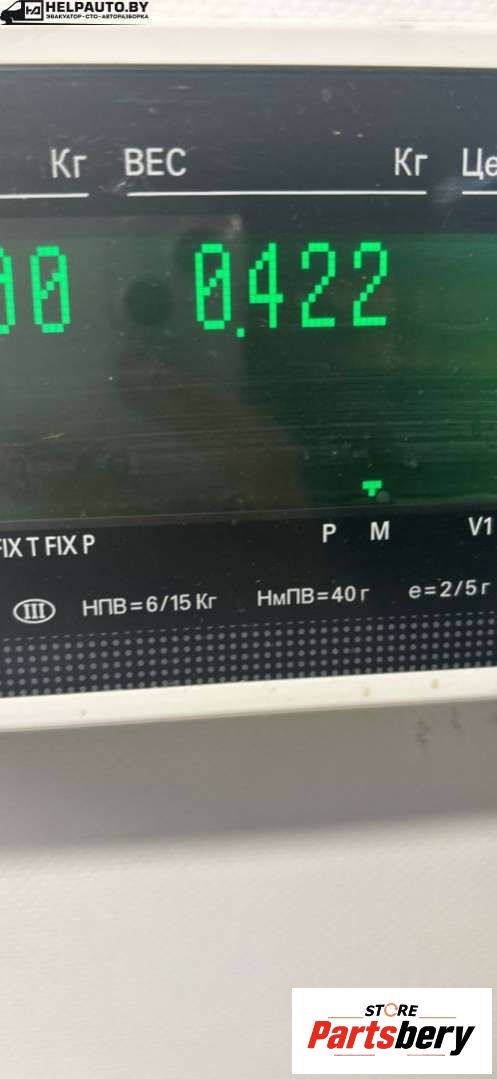 HELPAUTO.BY
ЭВАКУАТОР-СТО-АВТОРАЗБОРКА
Кг ВЕС Кг Це
00 0.422
FIX T FIX P P M V1
III НПВ=6/15 Кг НмПВ=40 г e=2/5 г
STORE
Partsbery